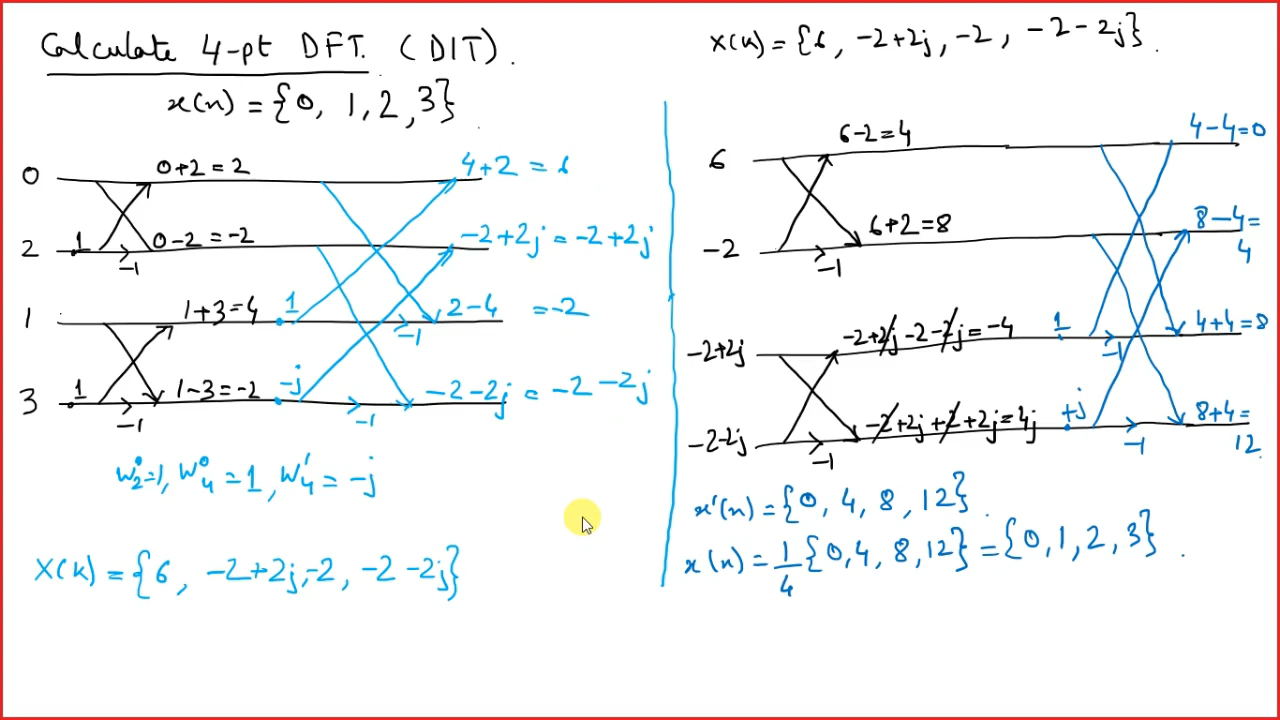 Calculate 4-pt DFT. (DIT).
x(n) = {0, 1, 2, 3}
0
0+2 = 2
4+2 = 6
2
1
0-2 = -2
-1
-2+2j = -2+2j
1
1+3 = 4
1
2-4 = -2
-1
3
1
1-3 = -2
-1
-j
-2-2j = -2-2j
-1
W₂⁰=1, W₄⁰ = 1, W₄¹ = -j
X(k) = {6, -2+2j, -2, -2-2j}
X(k) = {6, -2+2j, -2, -2-2j}.
6
6-2 = 4
4-4 = 0
-2
6+2 = 8
-1
8-4 =
4
-2+2j
-2+2j-2-2j = -4
1
-1
4+4 = 8
-2-2j
-2+2j+2+2j = 4j
-1
+j
-1
8+4 =
12
x'(n) = {0, 4, 8, 12}.
x(n) = 1/4 {0, 4, 8, 12} = {0, 1, 2, 3}.